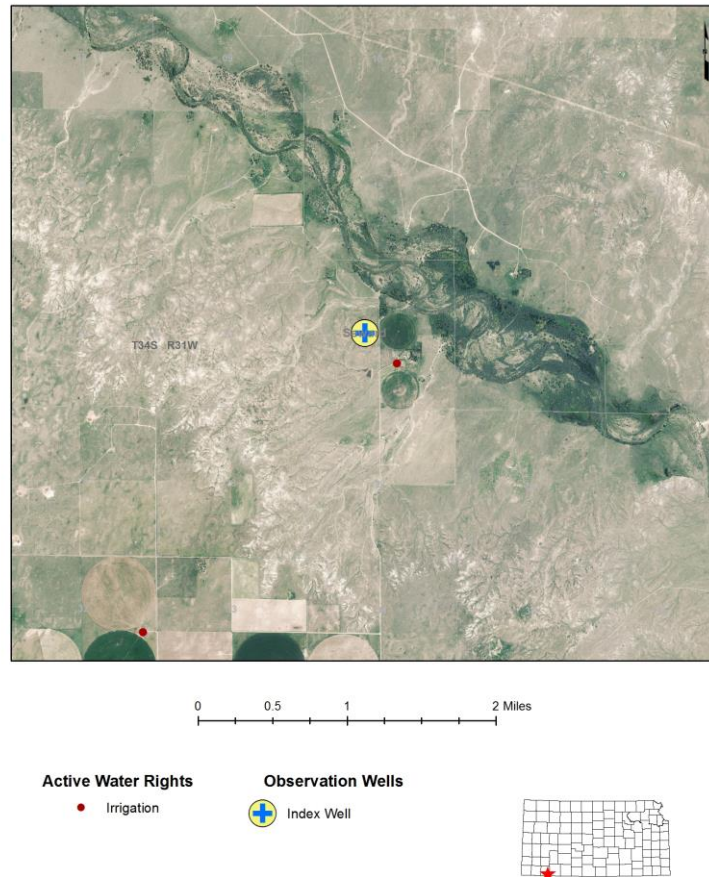 T34S R31W
0 0.5 1 2 Miles
Active Water Rights
Irrigation
Observation Wells
Index Well